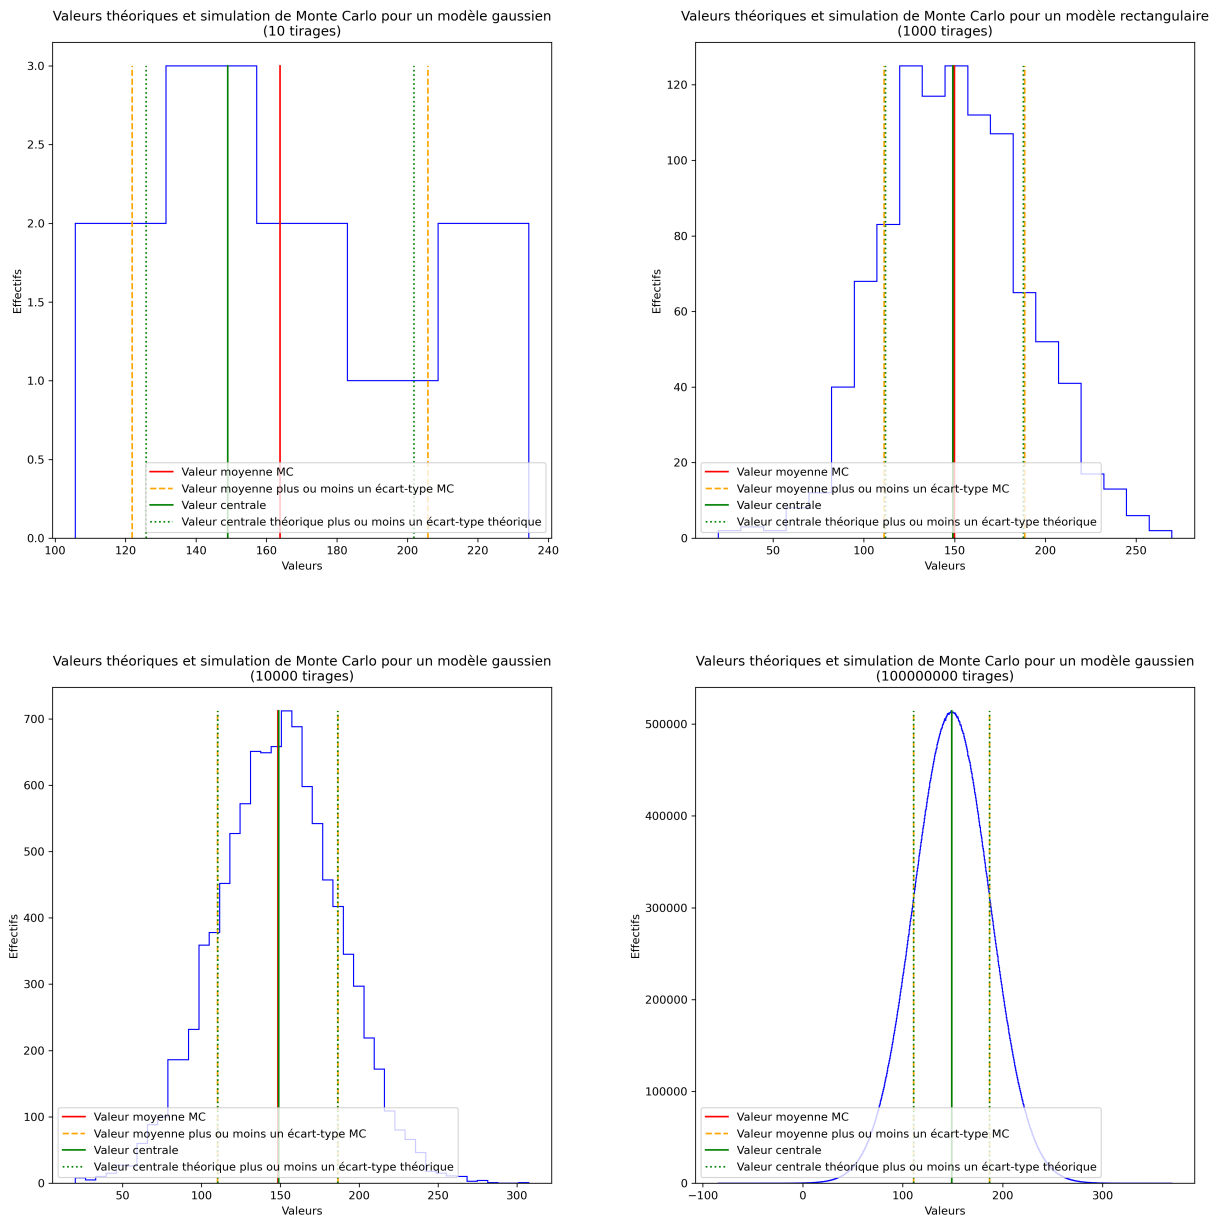 Valeurs théoriques et simulation de Monte Carlo pour un modèle gaussien
(10 tirages)
3.0
2.5
2.0
1.5
1.0
0.5
0.0
Effectifs
100 120 140 160 180 200 220 240
Valeurs
Valeur moyenne MC
Valeur moyenne plus ou moins un écart-type MC
Valeur centrale
Valeur centrale théorique plus ou moins un écart-type théorique
Valeurs théoriques et simulation de Monte Carlo pour un modèle rectangulaire
(1000 tirages)
120
100
80
60
40
20
0
Effectifs
50 100 150 200 250
Valeurs
Valeur moyenne MC
Valeur moyenne plus ou moins un écart-type MC
Valeur centrale
Valeur centrale théorique plus ou moins un écart-type théorique
Valeurs théoriques et simulation de Monte Carlo pour un modèle gaussien
(10000 tirages)
700
600
500
400
300
200
100
0
Effectifs
50 100 150 200 250 300
Valeurs
Valeur moyenne MC
Valeur moyenne plus ou moins un écart-type MC
Valeur centrale
Valeur centrale théorique plus ou moins un écart-type théorique
Valeurs théoriques et simulation de Monte Carlo pour un modèle gaussien
(100000000 tirages)
500000
400000
300000
200000
100000
0
Effectifs
−100 0 100 200 300
Valeurs
Valeur moyenne MC
Valeur moyenne plus ou moins un écart-type MC
Valeur centrale
Valeur centrale théorique plus ou moins un écart-type théorique